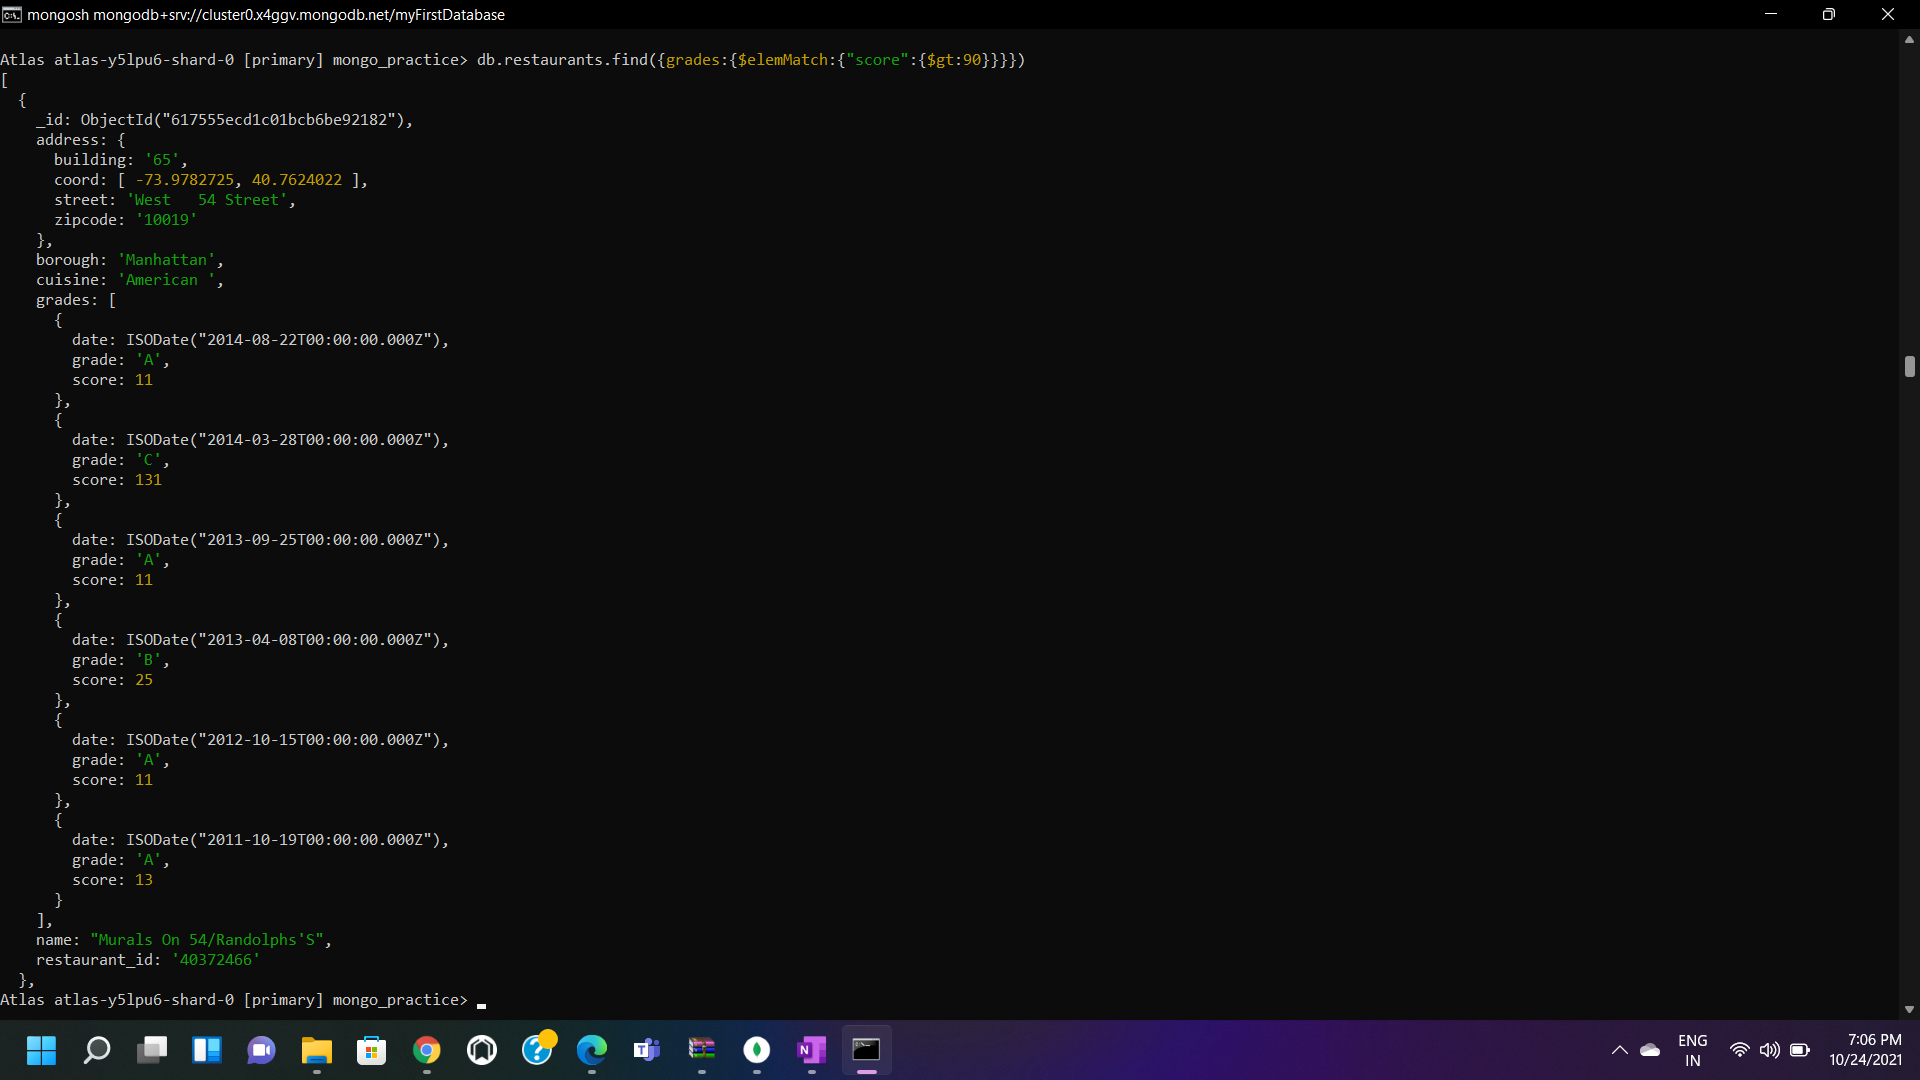 mongosh mongodb+srv://cluster0.x4ggv.mongodb.net/myFirstDatabase
Atlas atlas-y5lpu6-shard-0 [primary] mongo_practice> db.restaurants.find({grades:{$elemMatch:{"score":{$gt:90}}}})
[
  {
    _id: ObjectId("617555ecd1c01bcb6be92182"),
    address: {
      building: '65',
      coord: [ -73.9782725, 40.7624022 ],
      street: 'West   54 Street',
      zipcode: '10019'
    },
    borough: 'Manhattan',
    cuisine: 'American ',
    grades: [
      {
        date: ISODate("2014-08-22T00:00:00.000Z"),
        grade: 'A',
        score: 11
      },
      {
        date: ISODate("2014-03-28T00:00:00.000Z"),
        grade: 'C',
        score: 131
      },
      {
        date: ISODate("2013-09-25T00:00:00.000Z"),
        grade: 'A',
        score: 11
      },
      {
        date: ISODate("2013-04-08T00:00:00.000Z"),
        grade: 'B',
        score: 25
      },
      {
        date: ISODate("2012-10-15T00:00:00.000Z"),
        grade: 'A',
        score: 11
      },
      {
        date: ISODate("2011-10-19T00:00:00.000Z"),
        grade: 'A',
        score: 13
      }
    ],
    name: "Murals On 54/Randolphs'S",
    restaurant_id: '40372466'
  },
Atlas atlas-y5lpu6-shard-0 [primary] mongo_practice>
ENG
IN
7:06 PM
10/24/2021